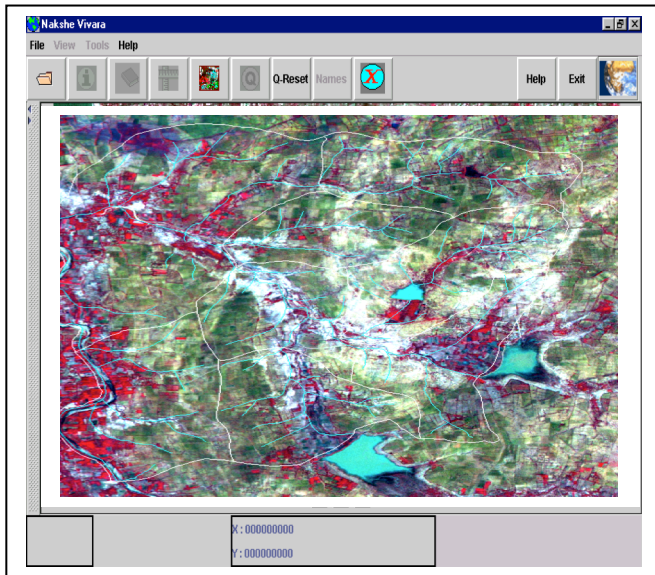 Nakshe Vivara
File View Tools Help
Q Q-Reset Names X Help Exit
X:000000000
Y:000000000